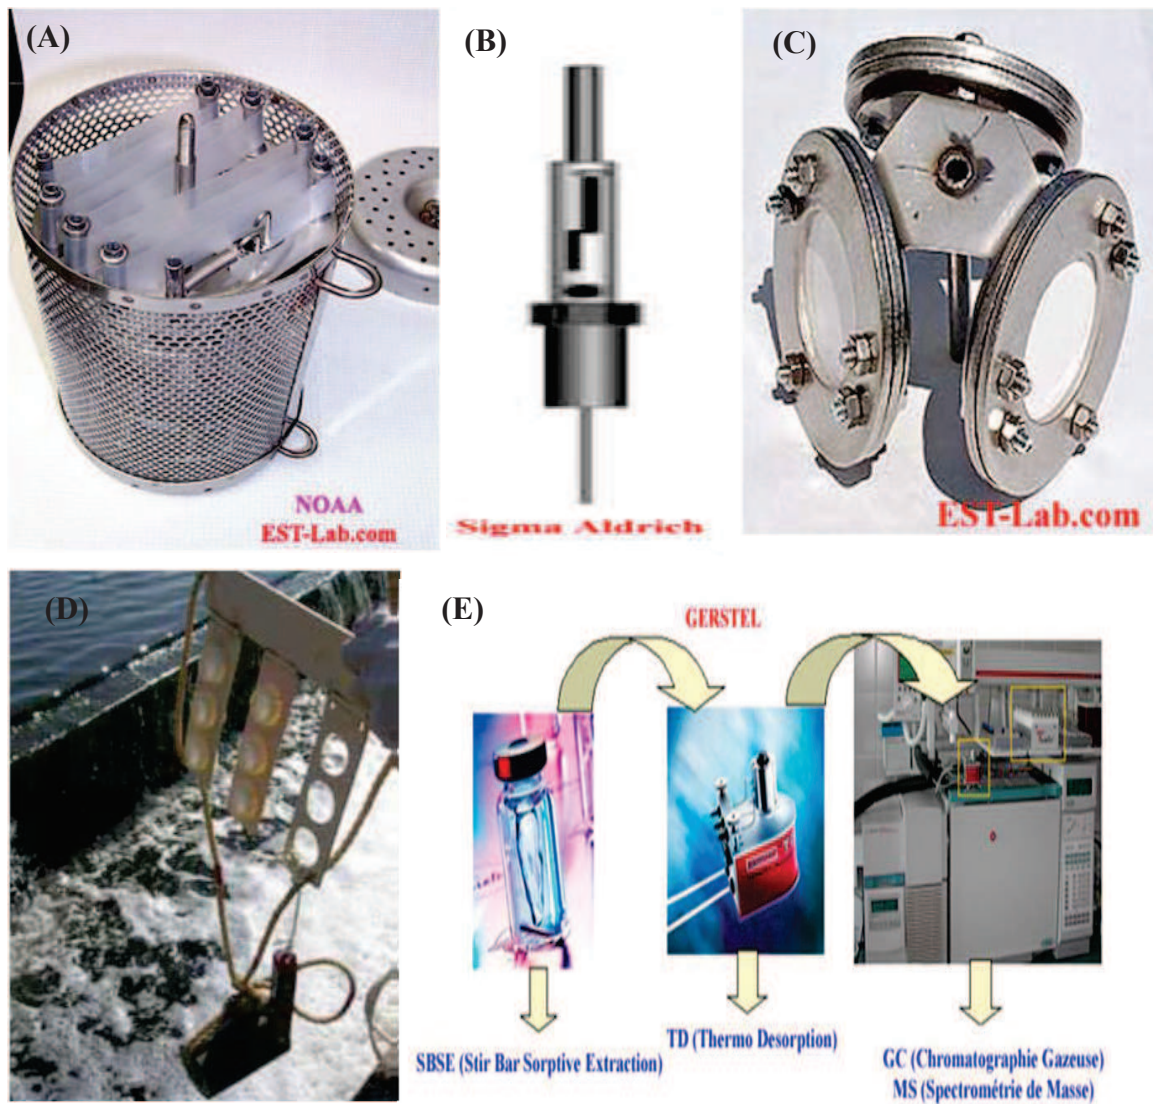 (A)
(B)
(C)
NOAA
EST-Lab.com
Sigma Aldrich
EST-Lab.com
(D)
(E)
GERSTEL
SBSE (Stir Bar Sorptive Extraction)
TD (Thermo Desorption)
GC (Chromatographie Gazeuse)
MS (Spectrométrie de Masse)